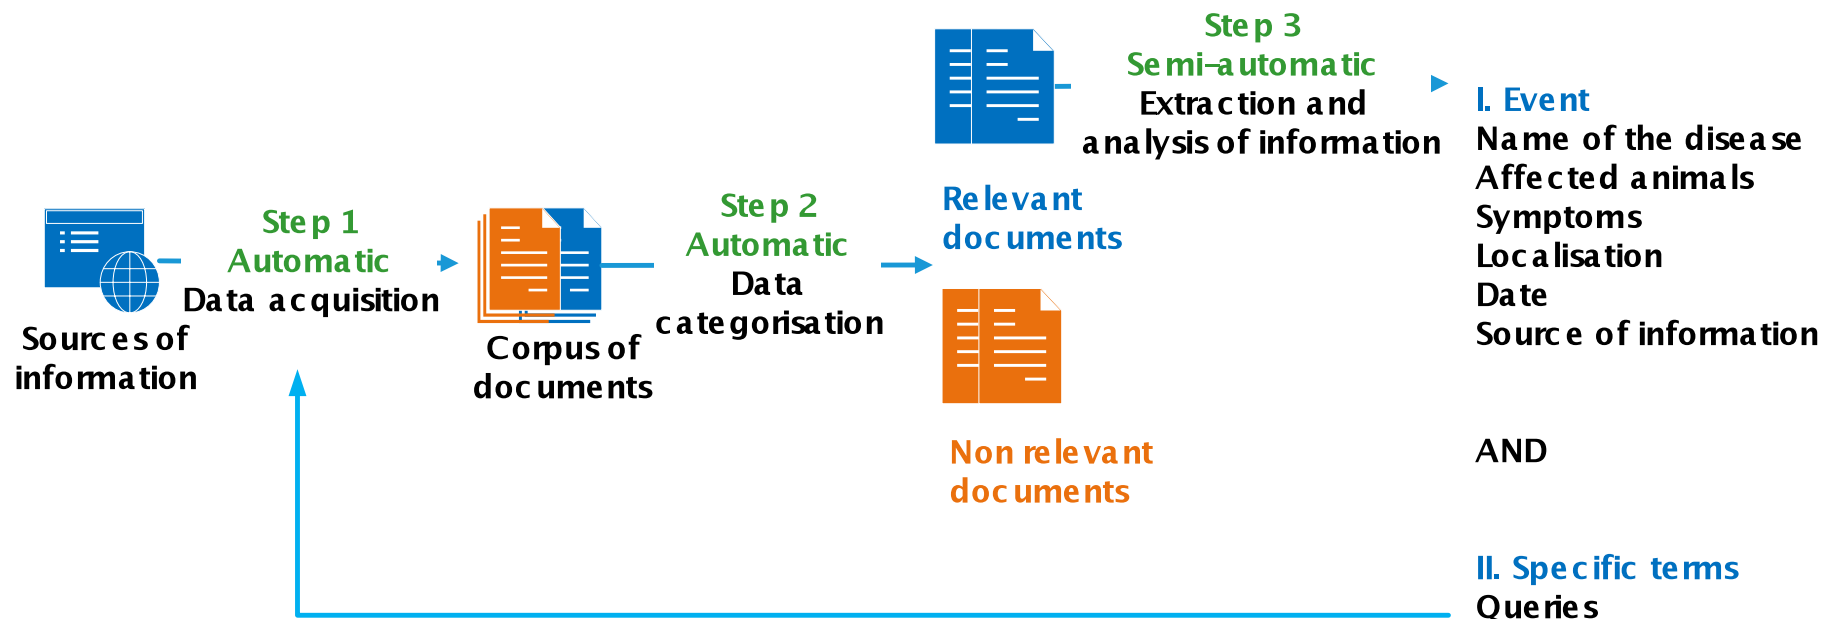 Sources of
information
Step 1
Automatic
Data acquisition
Corpus of
documents
Step 2
Automatic
Data
categorisation
Relevant
documents
Non relevant
documents
Step 3
Semi-automatic
Extraction and
analysis of information
I. Event
Name of the disease
Affected animals
Symptoms
Localisation
Date
Source of information
AND
II. Specific terms
Queries